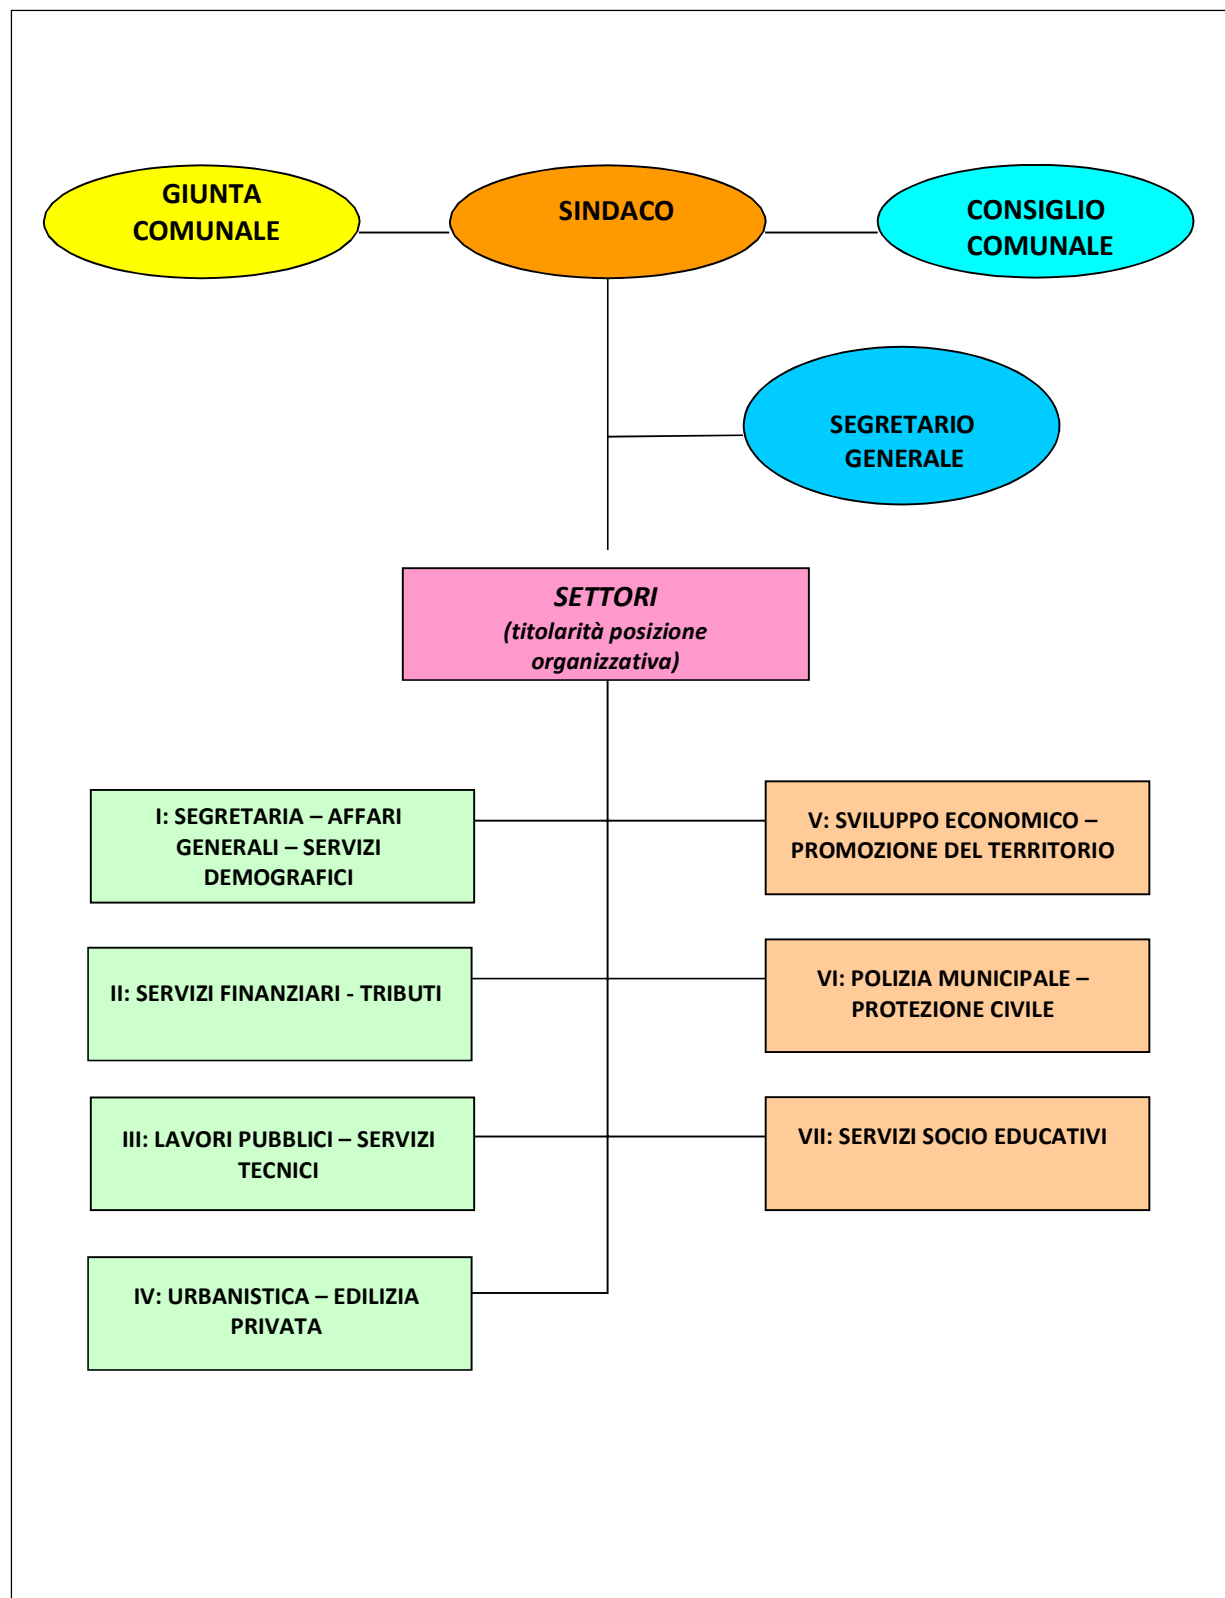 GIUNTA
COMUNALE
SINDACO
CONSIGLIO
COMUNALE
SEGRETARIO
GENERALE
SETTORI
(titolarità posizione
organizzativa)
I: SEGRETARIA – AFFARI
GENERALI – SERVIZI
DEMOGRAFICI
V: SVILUPPO ECONOMICO –
PROMOZIONE DEL TERRITORIO
II: SERVIZI FINANZIARI - TRIBUTI
VI: POLIZIA MUNICIPALE –
PROTEZIONE CIVILE
III: LAVORI PUBBLICI – SERVIZI
TECNICI
VII: SERVIZI SOCIO EDUCATIVI
IV: URBANISTICA – EDILIZIA
PRIVATA